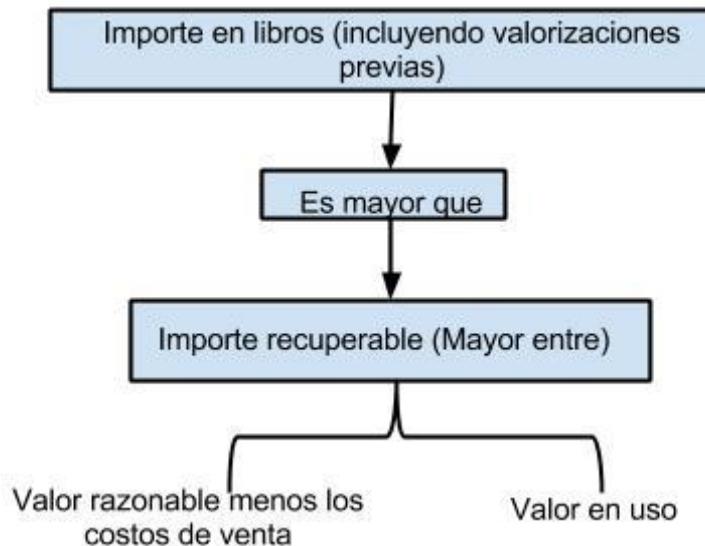 Importe en libros (incluyendo valorizaciones
previas)
Es mayor que
Importe recuperable (Mayor entre)
Valor razonable menos los
costos de venta
Valor en uso